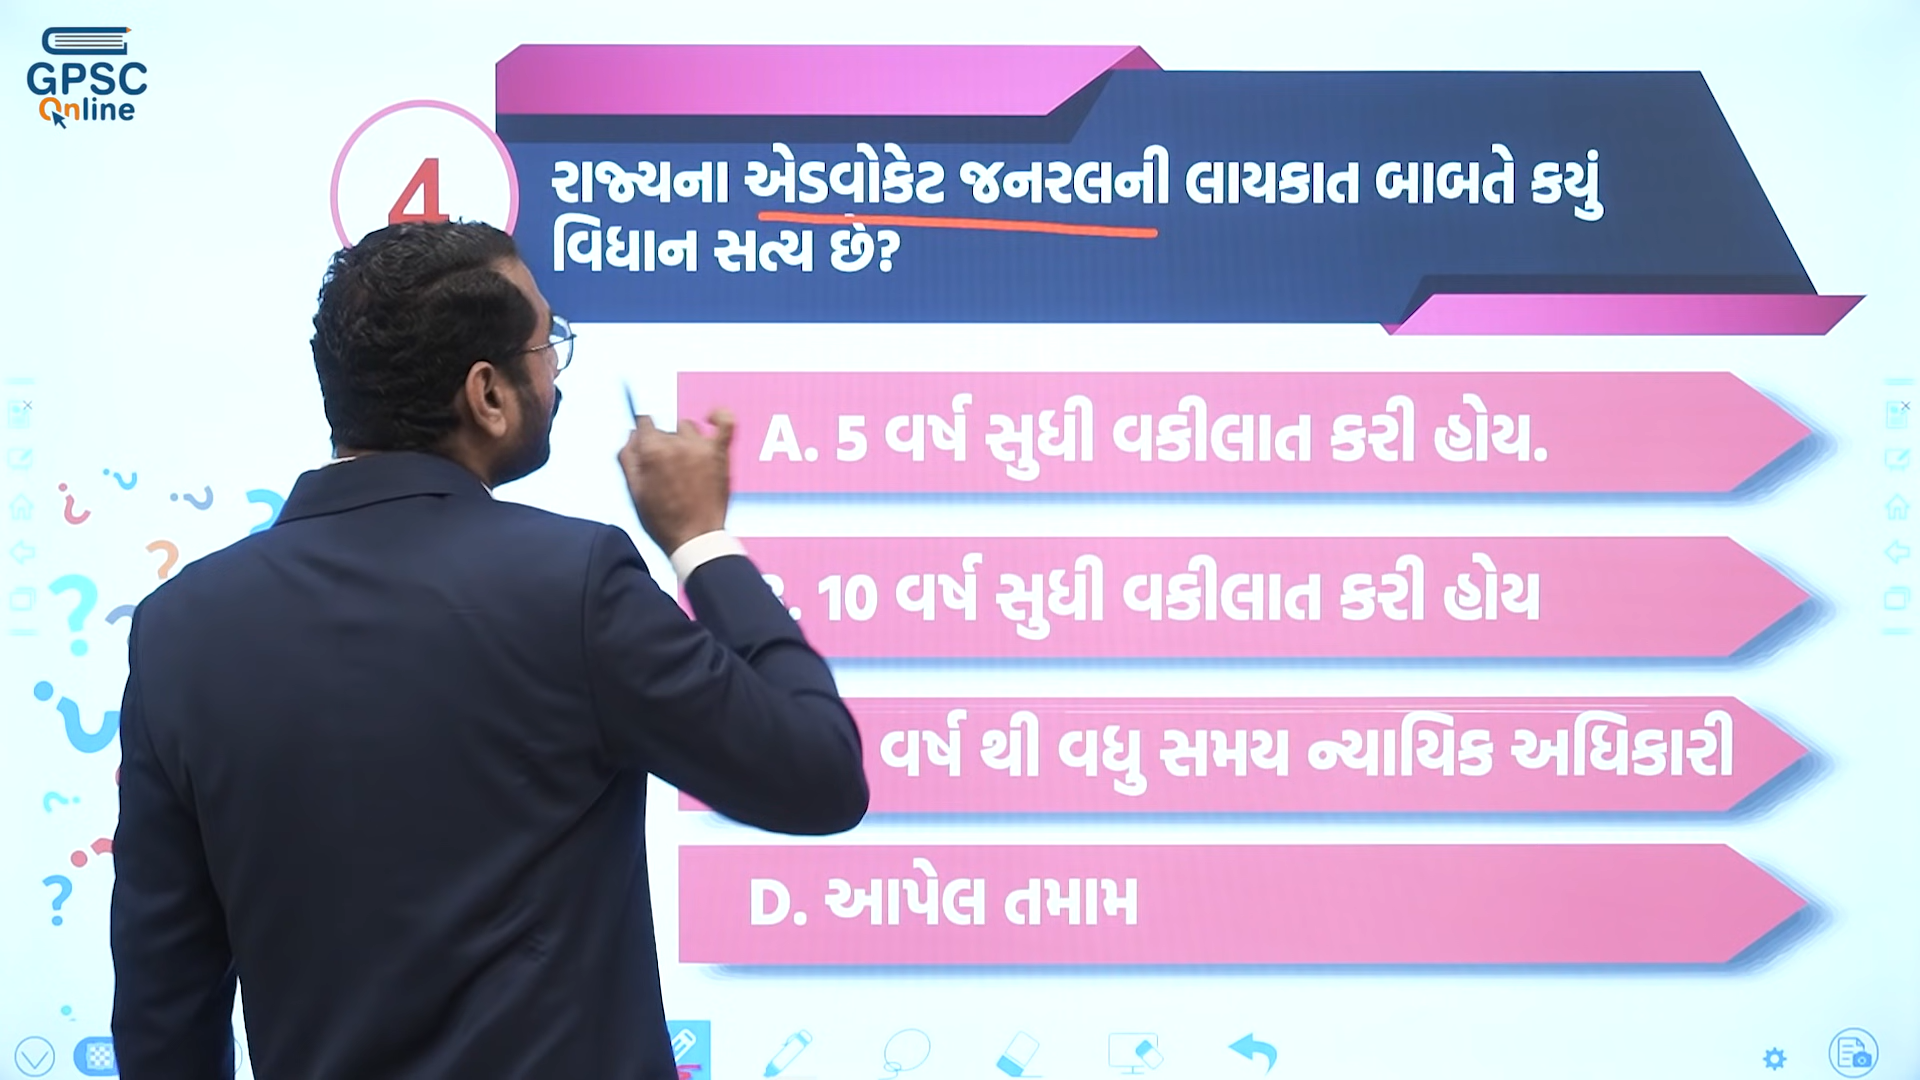 GPSC
Online
4
રાજ્યના એડવોકેટ જનરલની લાયકાત બાબતે કયું
વિધાન સત્ય છે?
A. 5 વર્ષ સુધી વકીલાત કરી હોય.
10 વર્ષ સુધી વકીલાત કરી હોય
વર્ષ થી વધુ સમય ન્યાયિક અધિકારી
D. આપેલ તમામ